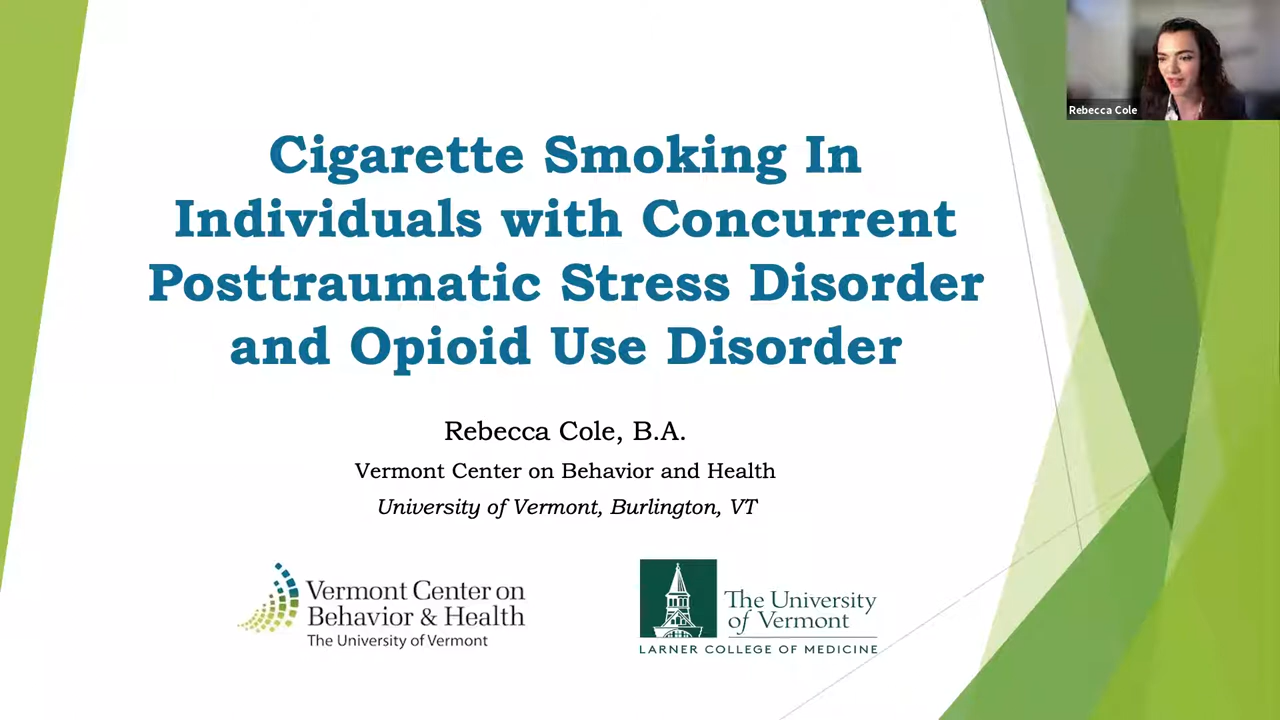 Rebecca Cole
Cigarette Smoking In
Individuals with Concurrent
Posttraumatic Stress Disorder
and Opioid Use Disorder
Rebecca Cole, B.A.
Vermont Center on Behavior and Health
University of Vermont, Burlington, VT
Vermont Center on
Behavior & Health
The University of Vermont
The University
of Vermont
LARNER COLLEGE OF MEDICINE